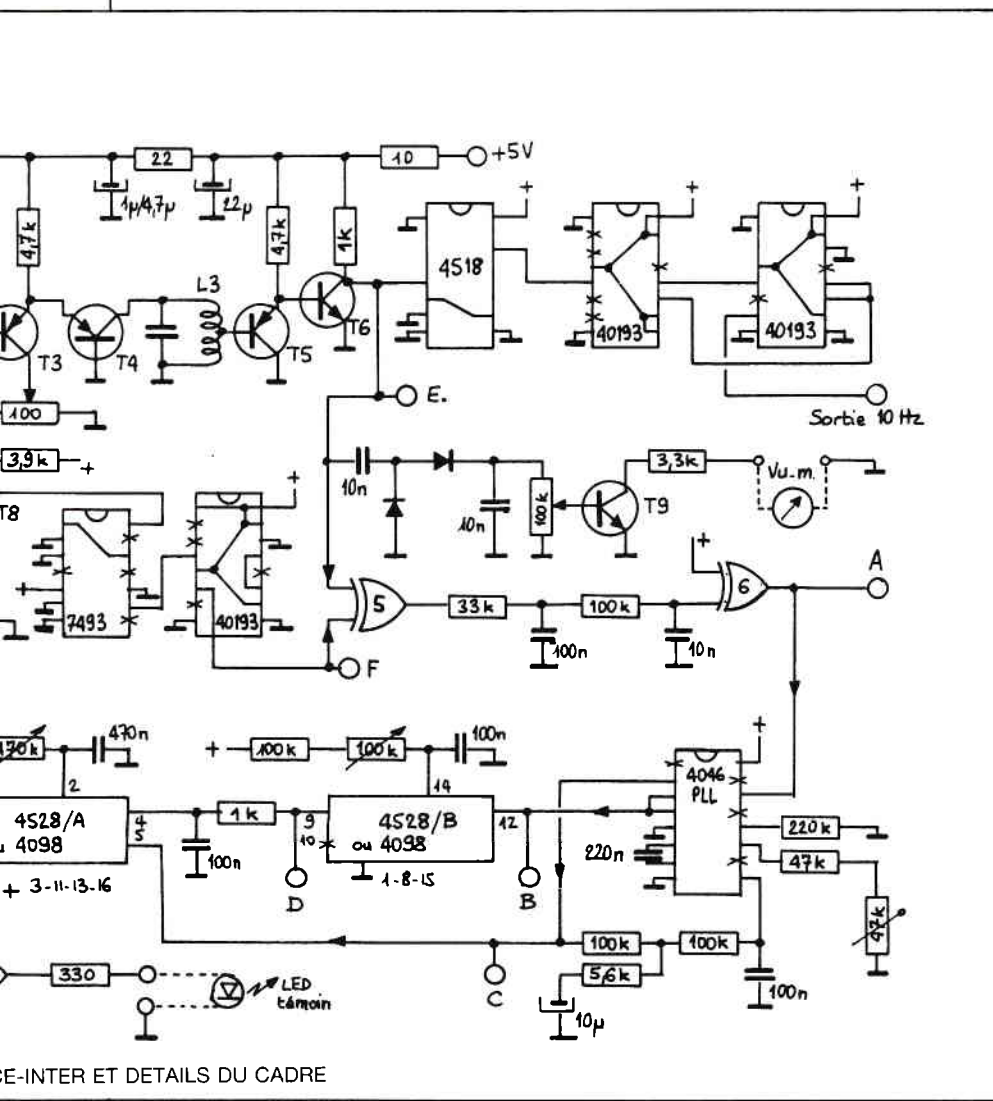 22
10
+5V
1µ/4,7µ
22µ
4,7k
4,7k
1k
+
+
+
L3
4518
40193
40193
T3
T4
T5
T6
100
E.
Sortie 10 Hz
3,9k
+
10n
10n
100k
3,3k
T9
Vu-m.
T8
+
+
7493
40193
5
33k
100k
+
6
A
100n
10n
F
470k
470n
+
100k
100k
100n
+
2
14
4528/A
4098
4
5
1k
9
10
4528/B
ou 4098
12
4046
PLL
220k
47k
47k
100n
220n
1-8-15
+ 3-11-13-16
D
B
100k
100k
5,6k
C
330
LED
témoin
10µ
100n
CE-INTER ET DETAILS DU CADRE